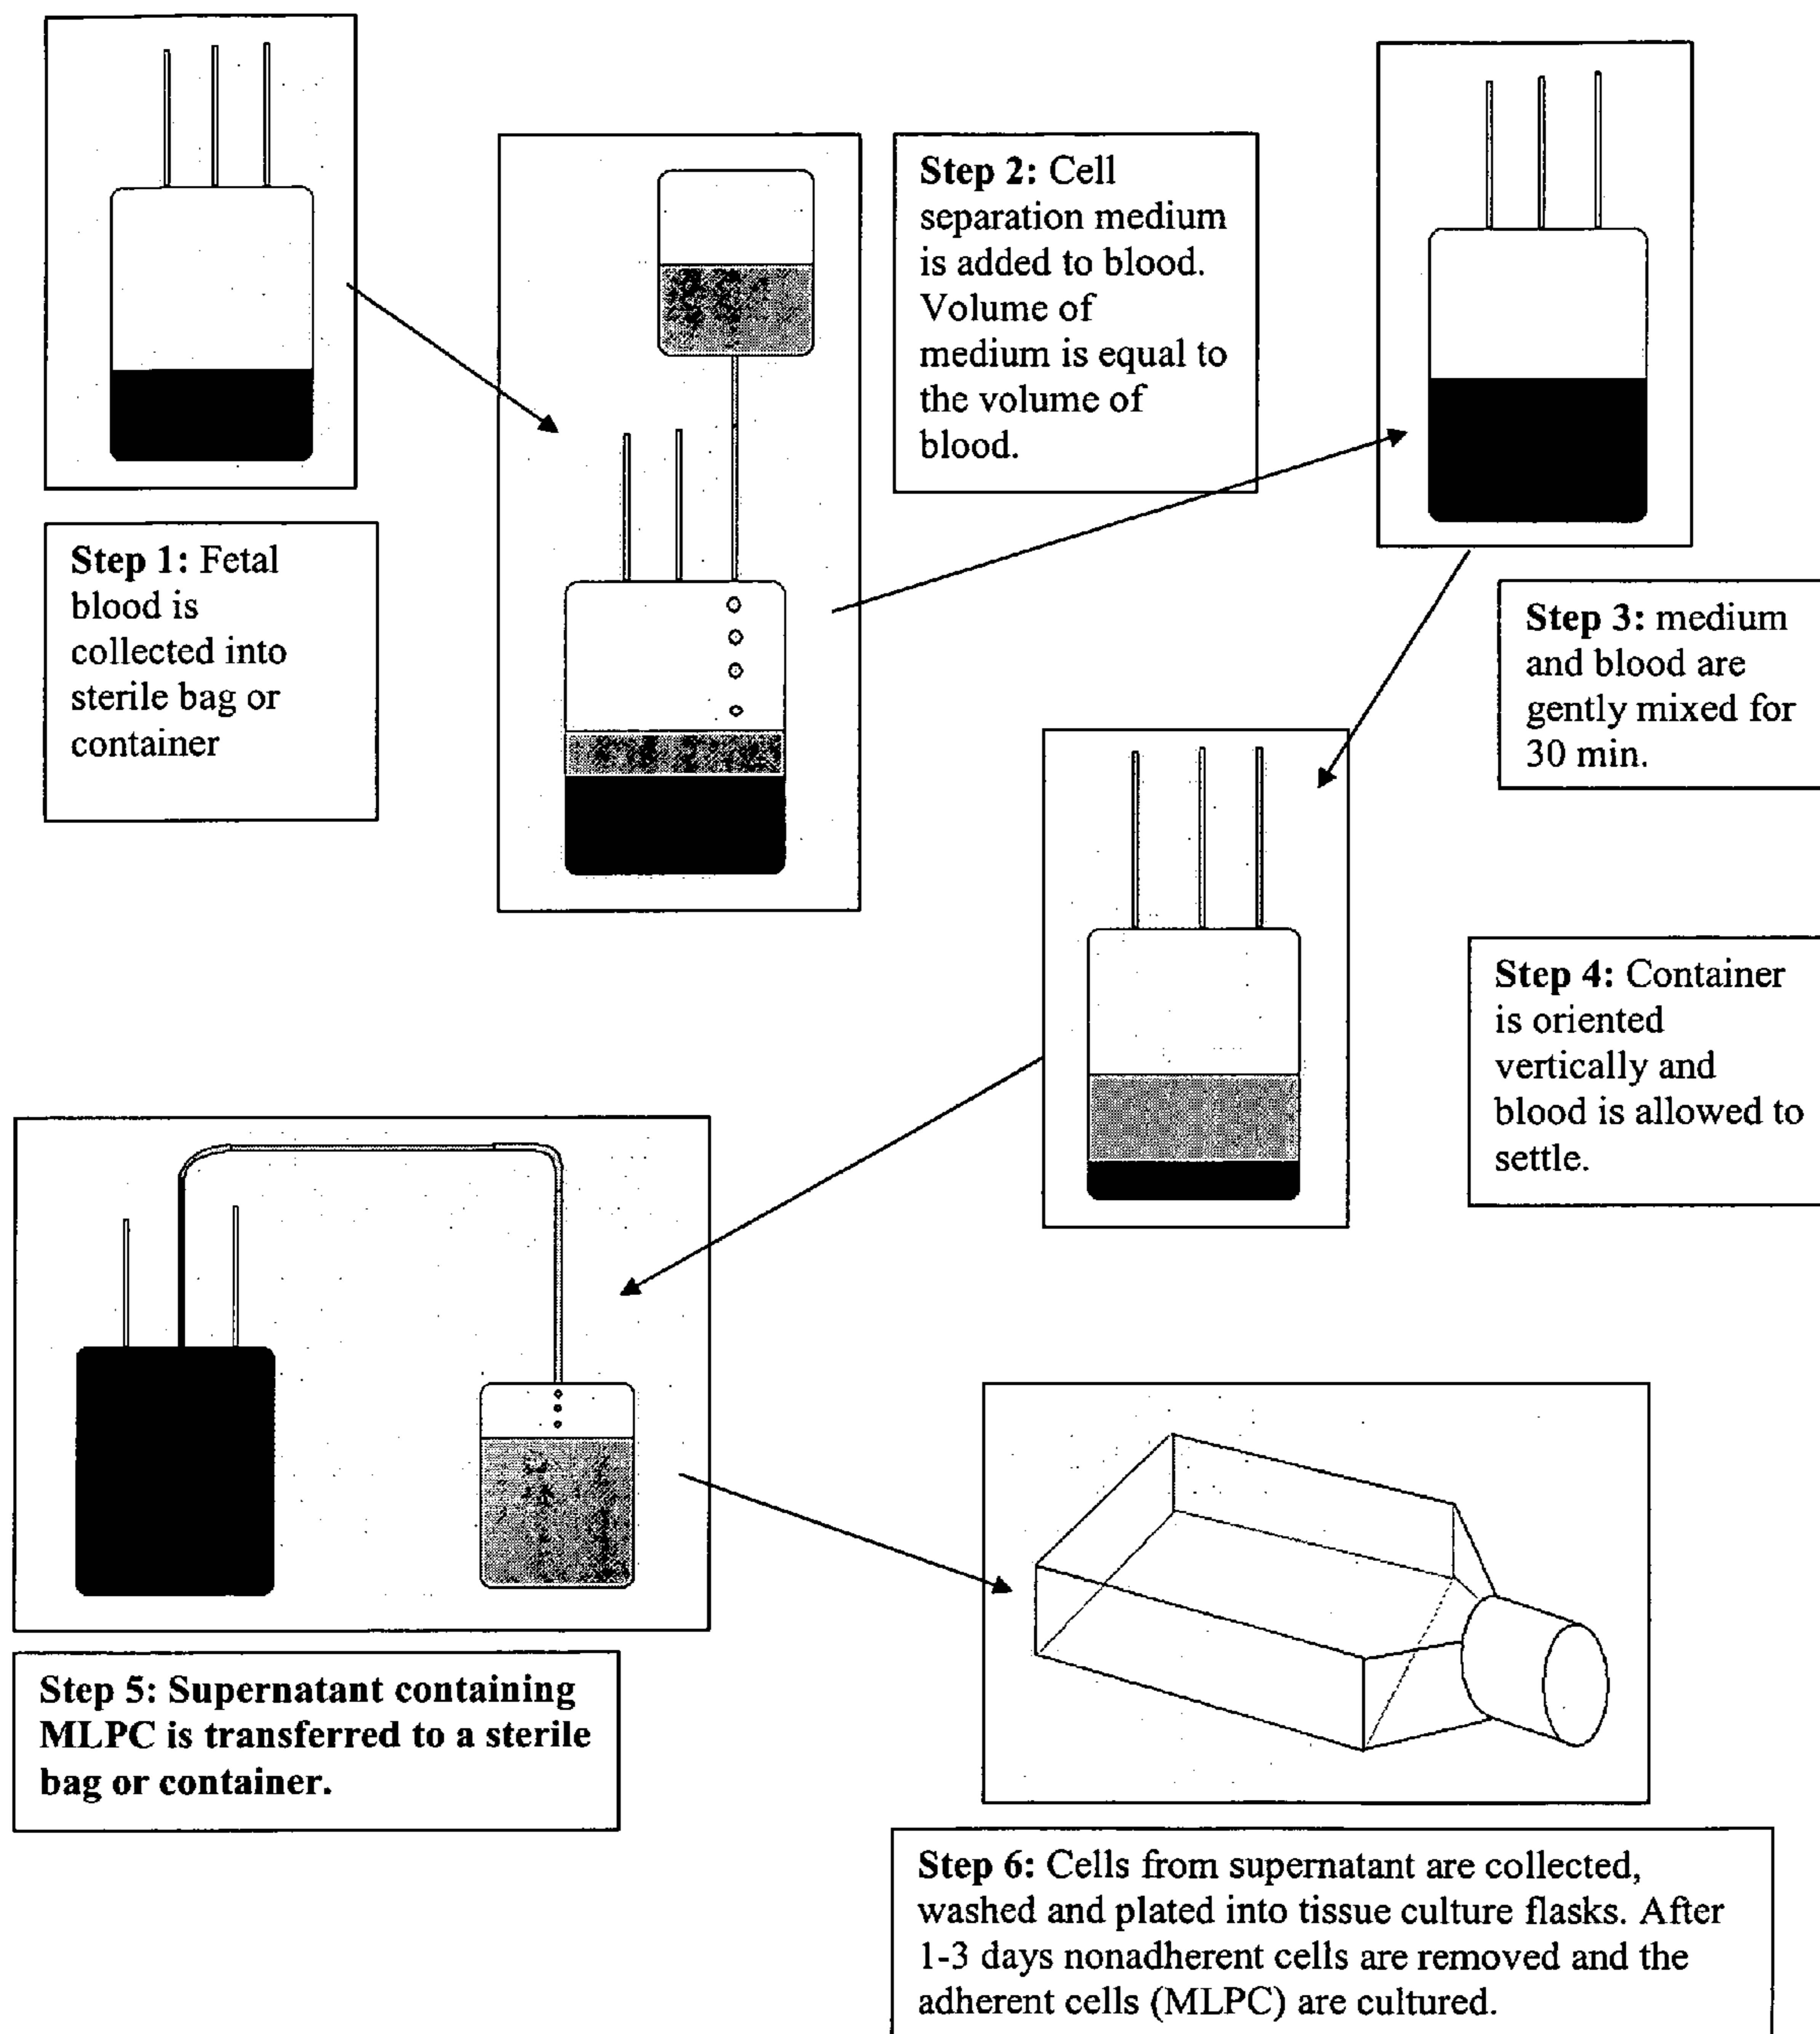 Step 1: Fetal
blood is
collected into
sterile bag or
container
Step 2: Cell
separation medium
is added to blood.
Volume of
medium is equal to
the volume of
blood.
Step 3: medium
and blood are
gently mixed for
30 min.
Step 4: Container
is oriented
vertically and
blood is allowed to
settle.
Step 5: Supernatant containing
MLPC is transferred to a sterile
bag or container.
Step 6: Cells from supernatant are collected,
washed and plated into tissue culture flasks. After
1-3 days nonadherent cells are removed and the
adherent cells (MLPC) are cultured.